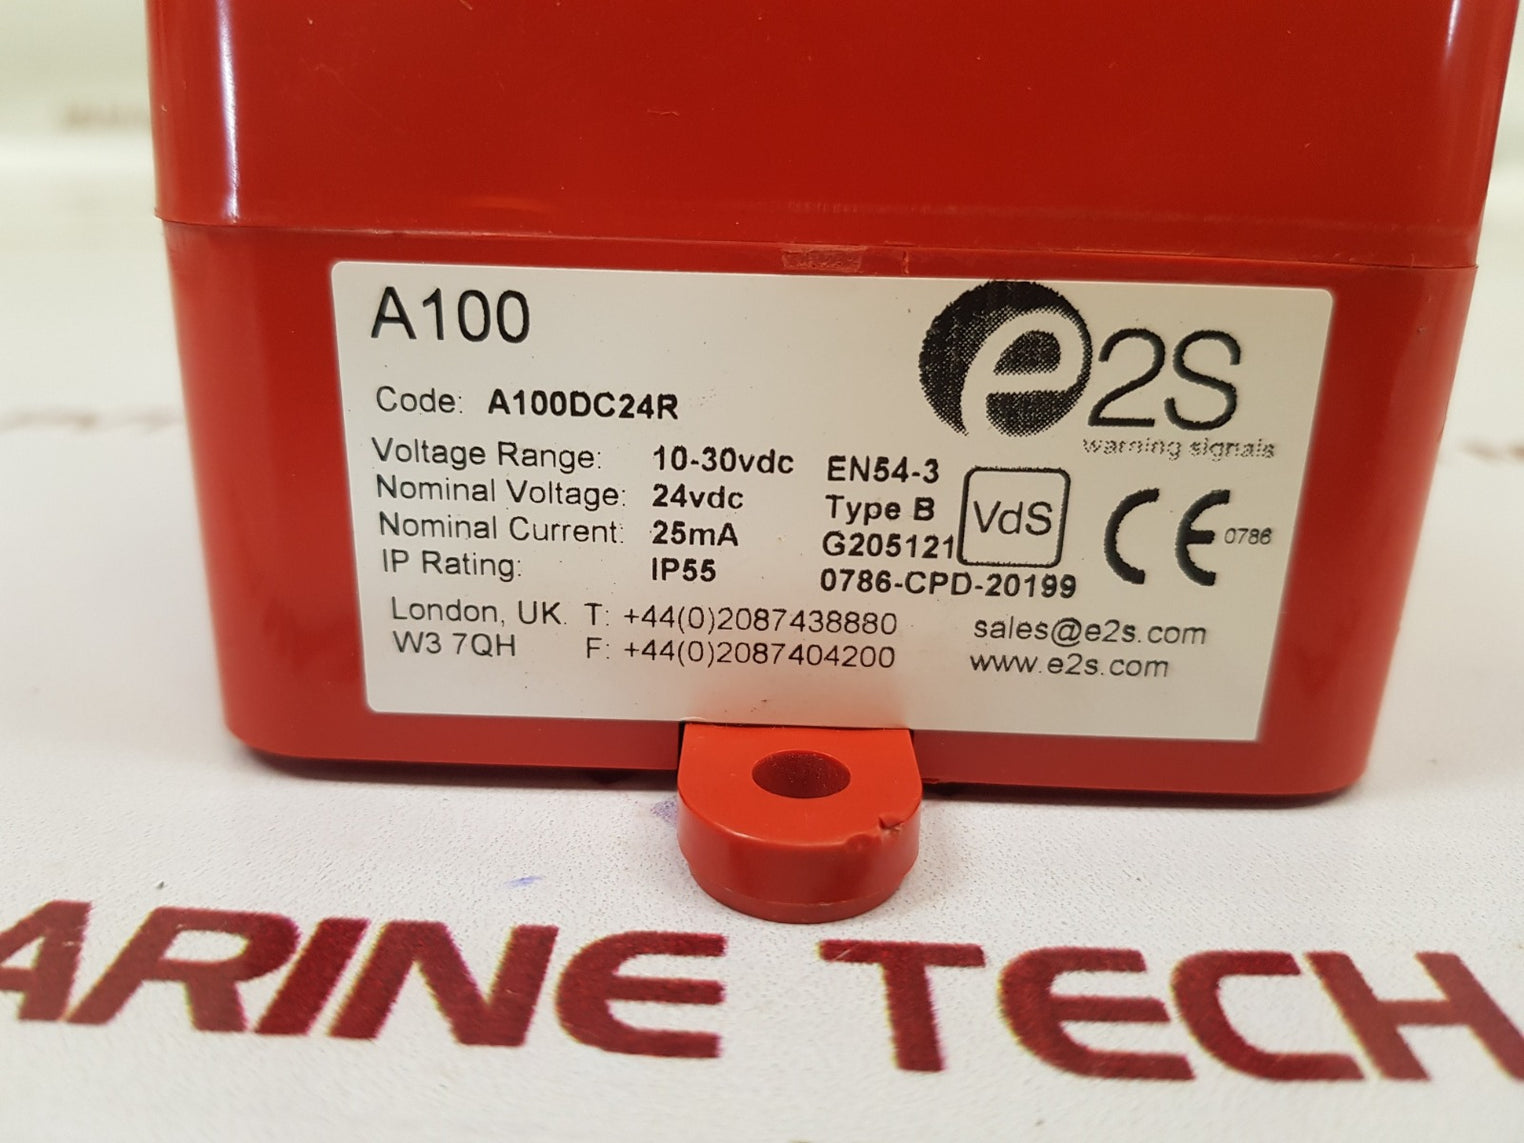 A100
e2S
warning signals
Code: A100DC24R
Voltage Range: 10-30vdc
Nominal Voltage: 24vdc
Nominal Current: 25mA
IP Rating: IP55
EN54-3
Type B
G205121
0786-CPD-20199
VdS
CE 0786
London, UK. T: +44(0)2087438880
W3 7QH F: +44(0)2087404200
sales@e2s.com
www.e2s.com
ARINE TECH